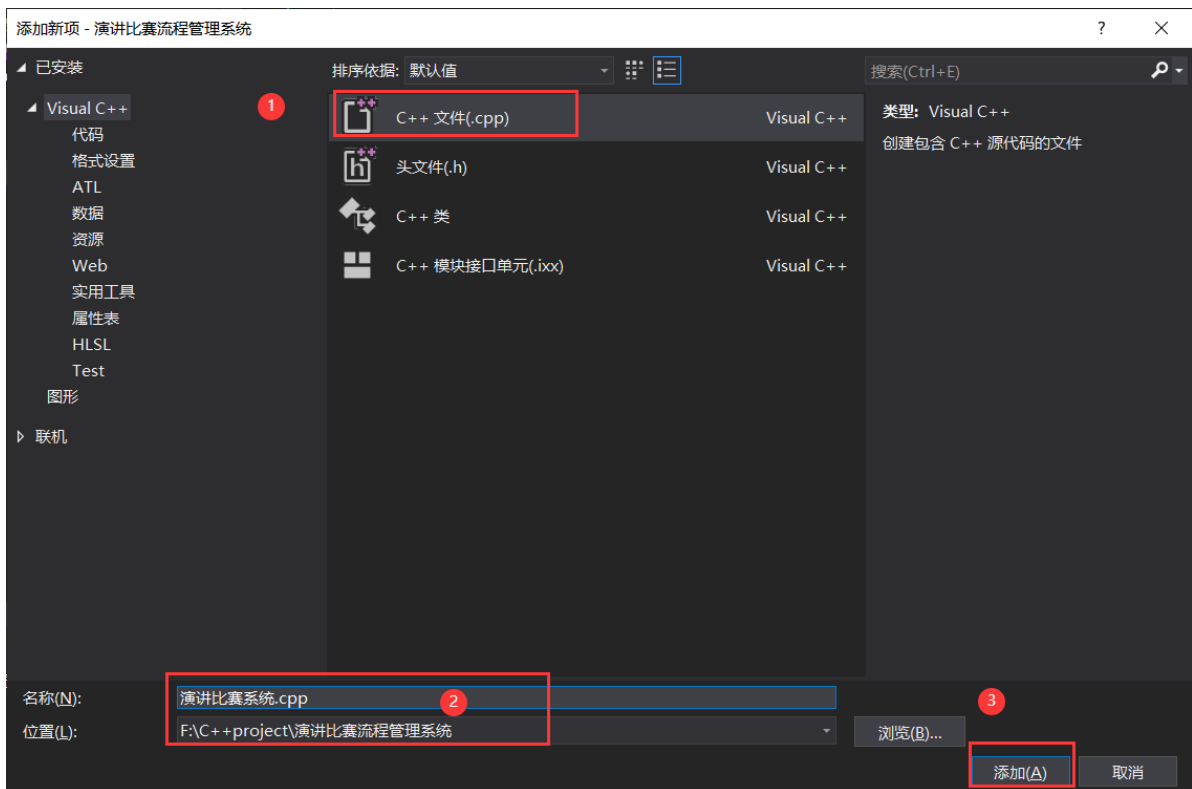 添加新项 - 演讲比赛流程管理系统
?
已安装
排序依据: 默认值
搜索(Ctrl+E)
Visual C++
代码
格式设置
ATL
数据
资源
Web
实用工具
属性表
HLSL
Test
图形
联机
1
C++ 文件(.cpp) Visual C++
头文件(.h) Visual C++
C++ 类 Visual C++
C++ 模块接口单元(.ixx) Visual C++
类型: Visual C++
创建包含 C++ 源代码的文件
名称(N): 演讲比赛系统.cpp
2
3
位置(L): F:\C++project\演讲比赛流程管理系统
浏览(B)...
添加(A) 取消